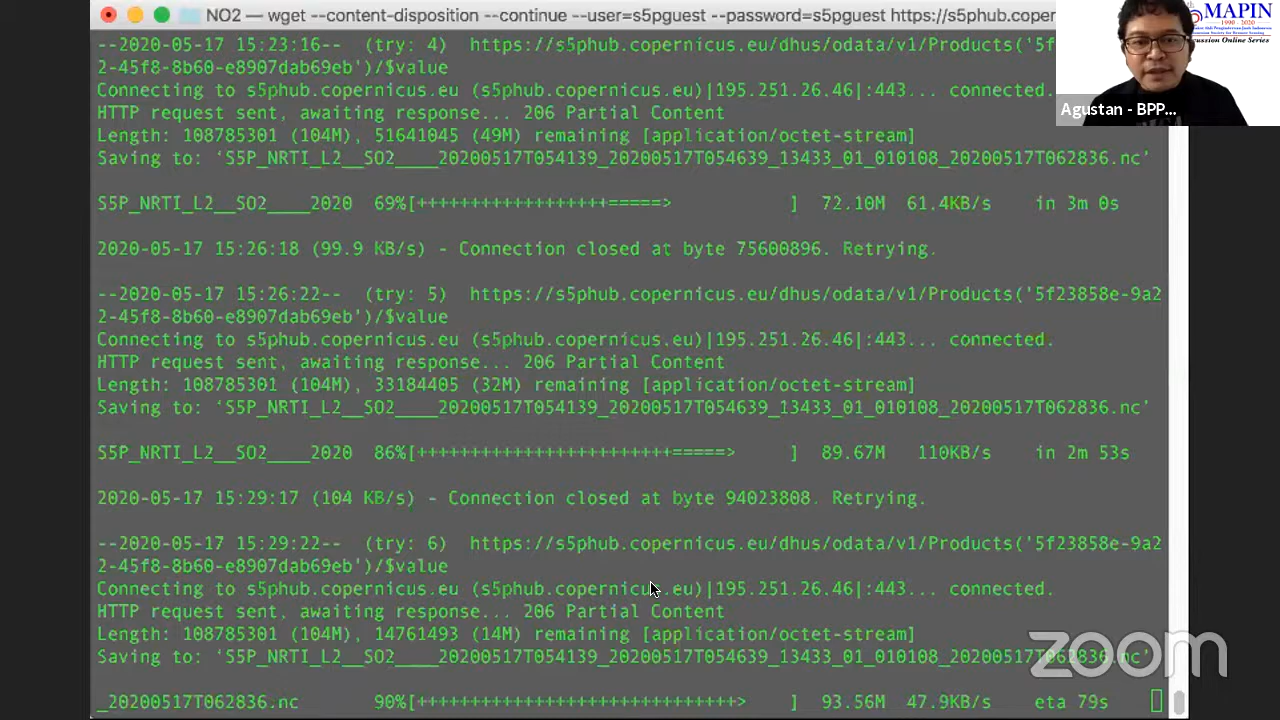 NO2 — wget --content-disposition --continue --user=s5pguest --password=s5pguest https://s5phub.coper
--2020-05-17 15:23:16-- (try: 4) https://s5phub.copernicus.eu/dhus/odata/v1/Products('5f
2-45f8-8b60-e8907dab69eb')/$value
Connecting to s5phub.copernicus.eu (s5phub.copernicus.eu)|195.251.26.46|:443... connected.
HTTP request sent, awaiting response... 206 Partial Content
Length: 108785301 (104M), 51641045 (49M) remaining [application/octet-stream]
Saving to: ‘S5P_NRTI_L2__SO2____20200517T054139_20200517T054639_13433_01_010108_20200517T062836.nc’
S5P_NRTI_L2__SO2____2020 69%[++++++++++++++++++=====> ] 72.10M 61.4KB/s in 3m 0s
2020-05-17 15:26:18 (99.9 KB/s) - Connection closed at byte 75600896. Retrying.
--2020-05-17 15:26:22-- (try: 5) https://s5phub.copernicus.eu/dhus/odata/v1/Products('5f23858e-9a2
2-45f8-8b60-e8907dab69eb')/$value
Connecting to s5phub.copernicus.eu (s5phub.copernicus.eu)|195.251.26.46|:443... connected.
HTTP request sent, awaiting response... 206 Partial Content
Length: 108785301 (104M), 33184405 (32M) remaining [application/octet-stream]
Saving to: ‘S5P_NRTI_L2__SO2____20200517T054139_20200517T054639_13433_01_010108_20200517T062836.nc’
S5P_NRTI_L2__SO2____2020 86%[++++++++++++++++++++++++=====> ] 89.67M 110KB/s in 2m 53s
2020-05-17 15:29:17 (104 KB/s) - Connection closed at byte 94023808. Retrying.
--2020-05-17 15:29:22-- (try: 6) https://s5phub.copernicus.eu/dhus/odata/v1/Products('5f23858e-9a2
2-45f8-8b60-e8907dab69eb')/$value
Connecting to s5phub.copernicus.eu (s5phub.copernicus.eu)|195.251.26.46|:443... connected.
HTTP request sent, awaiting response... 206 Partial Content
Length: 108785301 (104M), 14761493 (14M) remaining [application/octet-stream]
Saving to: ‘S5P_NRTI_L2__SO2____20200517T054139_20200517T054639_13433_01_010108_20200517T062836.nc’
_20200517T062836.nc 90%[++++++++++++++++++++++++++++++> ] 93.56M 47.9KB/s eta 79s
MAPIN
1990 - 2020
cussion Online Series
Agustan - BPP...
zoom